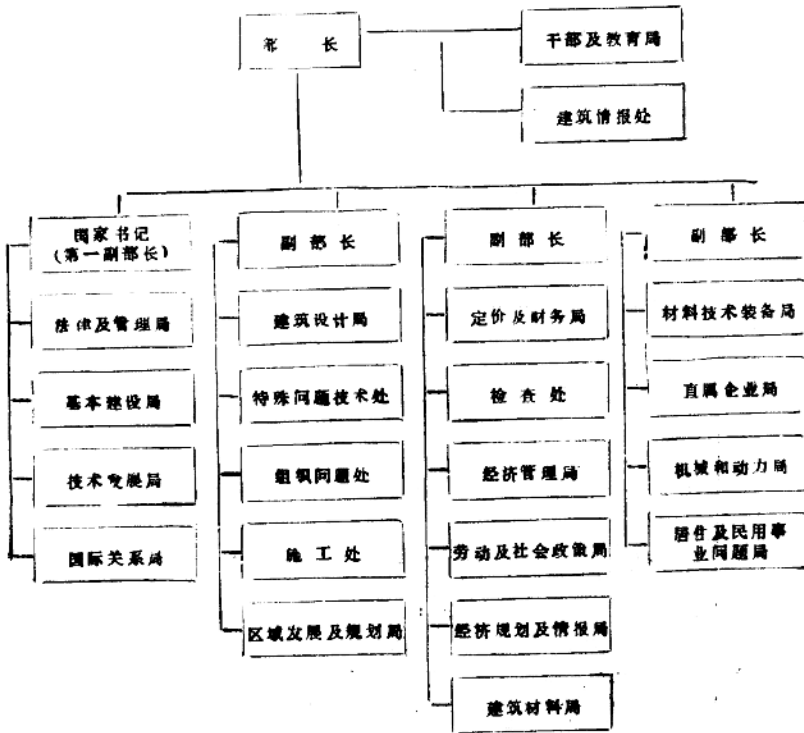 部 长
干部及教育局
建筑情报处
国家书记
(第一副部长)
法律及管理局
基本建设局
技术发展局
国际关系局
副部长
建筑设计局
特殊问题技术处
组织问题处
施工处
区域发展及规划局
副部长
定价及财务局
检查处
经济管理局
劳动及社会政策局
经济规划及情报局
建筑材料局
副部长
材料技术装备局
直属企业局
机械和动力局
居住及民用事
业问题局